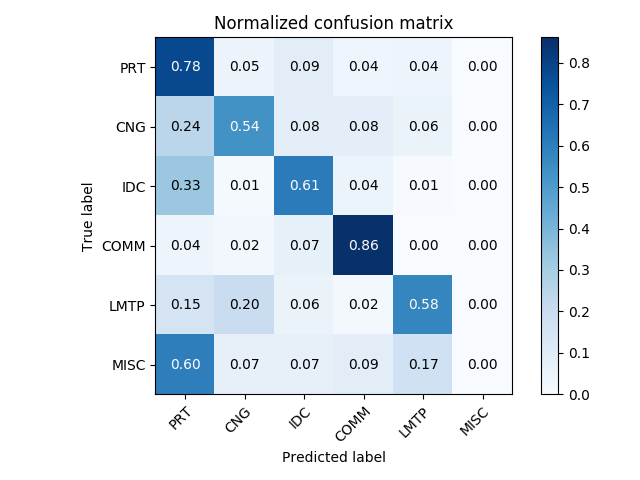 Normalized confusion matrix
PRT 0.78 0.05 0.09 0.04 0.04 0.00
CNG 0.24 0.54 0.08 0.08 0.06 0.00
IDC 0.33 0.01 0.61 0.04 0.01 0.00
COMM 0.04 0.02 0.07 0.86 0.00 0.00
LMTP 0.15 0.20 0.06 0.02 0.58 0.00
MISC 0.60 0.07 0.07 0.09 0.17 0.00
PRT CNG IDC COMM LMTP MISC
Predicted label
True label
0.8
0.7
0.6
0.5
0.4
0.3
0.2
0.1
0.0